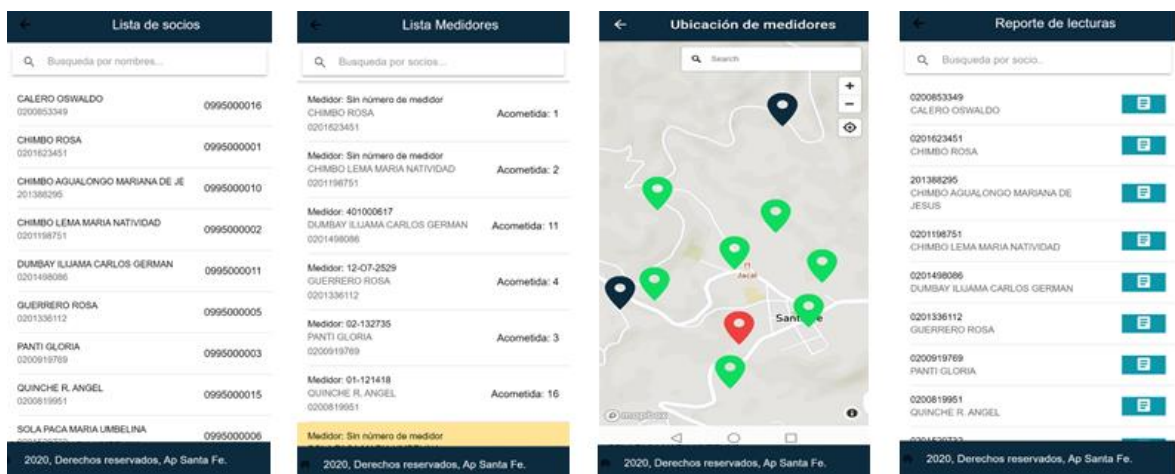 Lista de socios
Busqueda por nombres...
CALERO OSWALDO
0200853349
0995000016
CHIMBO ROSA
0201623451
0995000001
CHIMBO AGUALONGO MARIANA DE JE
201388295
0995000010
CHIMBO LEMA MARIA NATIVIDAD
0201198751
0995000002
DUMBAY ILIJAMA CARLOS GERMAN
0201498086
0995000011
GUERRERO ROSA
0201336112
0995000005
PANTI GLORIA
0200919769
0995000003
QUINCHE R. ANGEL
0200819951
0995000015
SOLA PACA MARIA UMBELINA
0995000006
2020, Derechos reservados, Ap Santa Fe.
Lista Medidores
Busqueda por socios...
Medidor: Sin número de medidor
CHIMBO ROSA
0201623451
Acometida: 1
Medidor: Sin número de medidor
CHIMBO LEMA MARIA NATIVIDAD
0201198751
Acometida: 2
Medidor: 401000617
DUMBAY ILIJAMA CARLOS GERMAN
0201498086
Acometida: 11
Medidor: 12-O7-2529
GUERRERO ROSA
0201336112
Acometida: 4
Medidor: 02-132735
PANTI GLORIA
0200919769
Acometida: 3
Medidor: 01-121418
QUINCHE R. ANGEL
0200819951
Acometida: 16
Medidor: Sin número de medidor
2020, Derechos reservados, Ap Santa Fe.
Ubicación de medidores
Search
Jacal
mapbox
2020, Derechos reservados, Ap Santa Fe.
Reporte de lecturas
Busqueda por socio..
0200853349
CALERO OSWALDO
0201623451
CHIMBO ROSA
201388295
CHIMBO AGUALONGO MARIANA DE
JESUS
0201198751
CHIMBO LEMA MARIA NATIVIDAD
0201498086
DUMBAY ILIJAMA CARLOS GERMAN
0201336112
GUERRERO ROSA
0200919769
PANTI GLORIA
0200819951
QUINCHE R. ANGEL
2020, Derechos reservados, Ap Santa Fe.